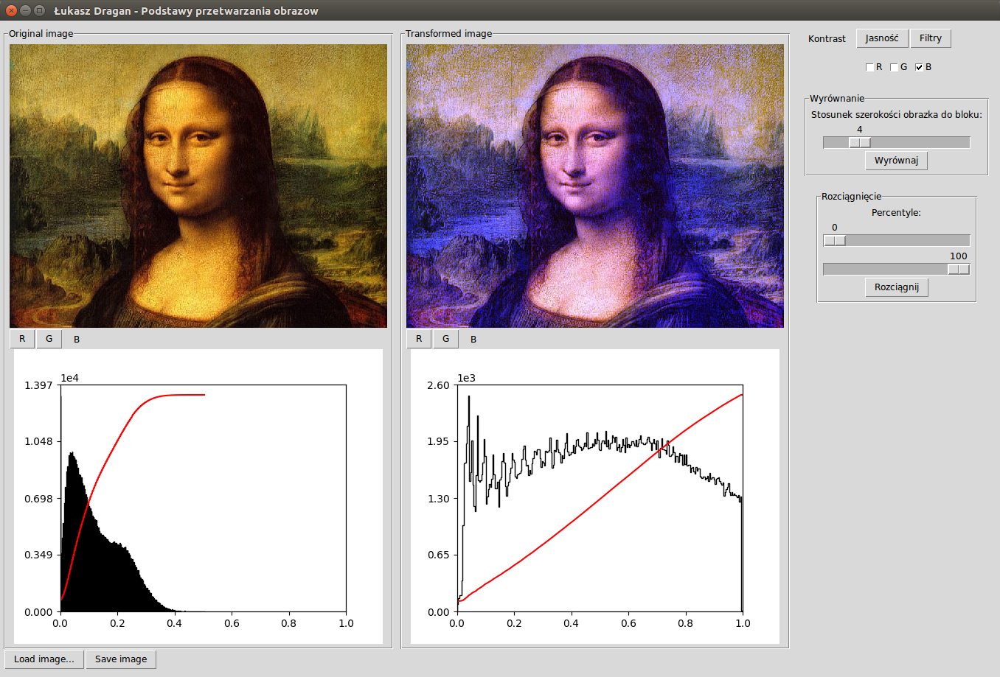 Łukasz Dragan - Podstawy przetwarzania obrazow
Original image
Transformed image
Kontrast Jasność Filtry
R G B
Wyrównanie
Stosunek szerokości obrazka do bloku:
4
Wyrównaj
Rozciągnięcie
Percentyle:
0
100
Rozciągnij
R G B
1e4
1.397
1.048
0.698
0.349
0.000
0.0 0.2 0.4 0.6 0.8 1.0
R G B
1e3
2.60
1.95
1.30
0.65
0.00
0.0 0.2 0.4 0.6 0.8 1.0
Load image... Save image